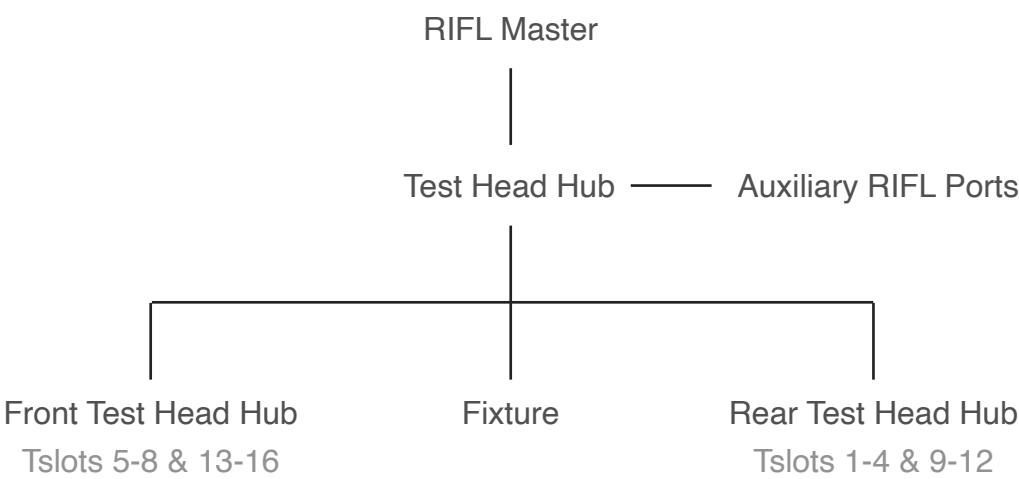 RIFL Master
Test Head Hub
Auxiliary RIFL Ports
Front Test Head Hub
Tslots 5-8 & 13-16
Fixture
Rear Test Head Hub
Tslots 1-4 & 9-12